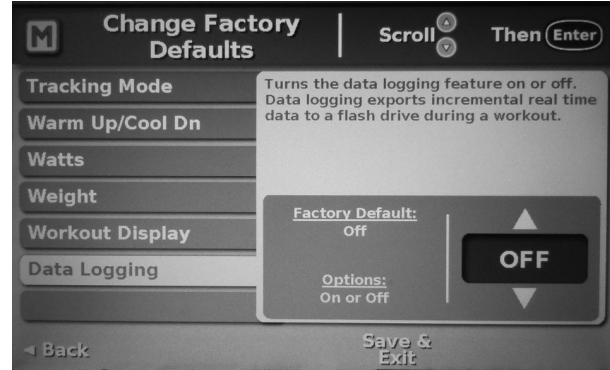 M
Change Factory
Defaults
Scroll
Then Enter
Tracking Mode
Warm Up/Cool Dn
Watts
Weight
Workout Display
Data Logging
Turns the data logging feature on or off.
Data logging exports incremental real time
data to a flash drive during a workout.
Factory Default:
Off
Options:
On or Off
OFF
Back
Save &
Exit